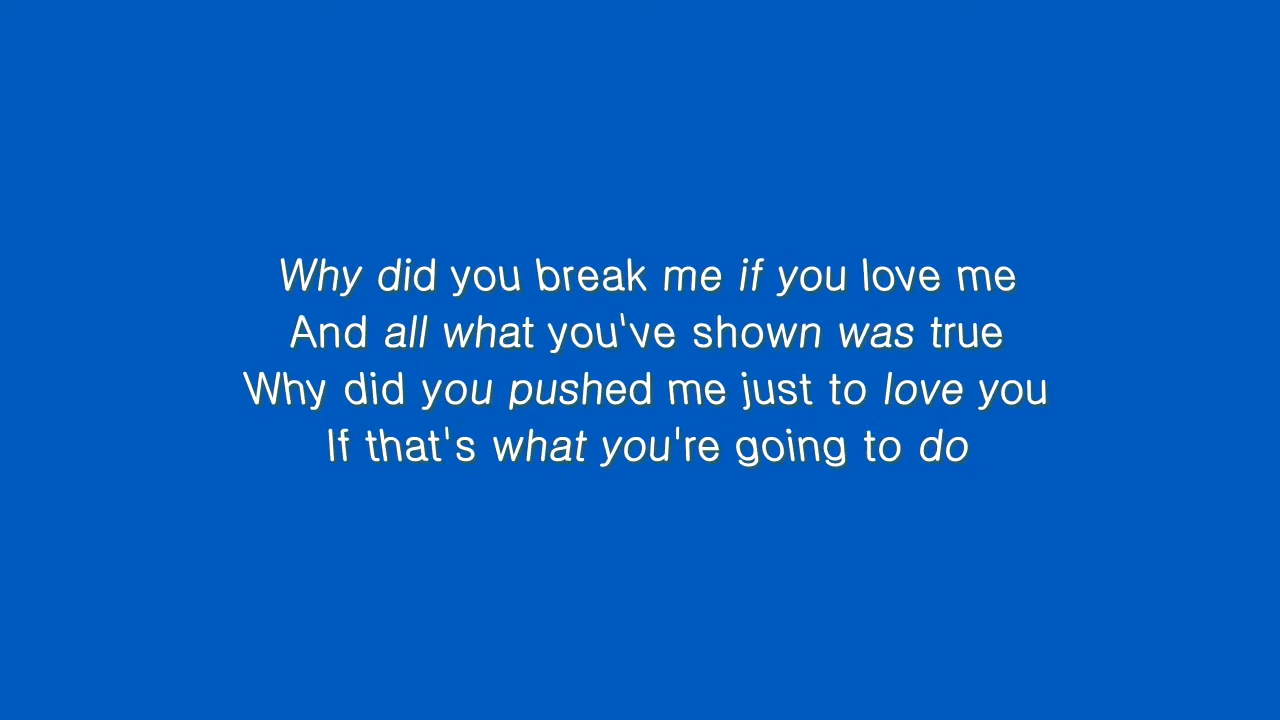 Why did you break me if you love me
And all what you've shown was true
Why did you pushed me just to love you
If that's what you're going to do